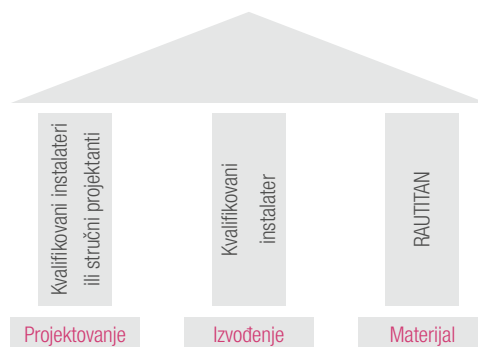 Kvalifikovani instalateri
ili stručni projektanti
Kvalifikovani
instalater
RAUTITAN
Projektovanje
Izvođenje
Materijal